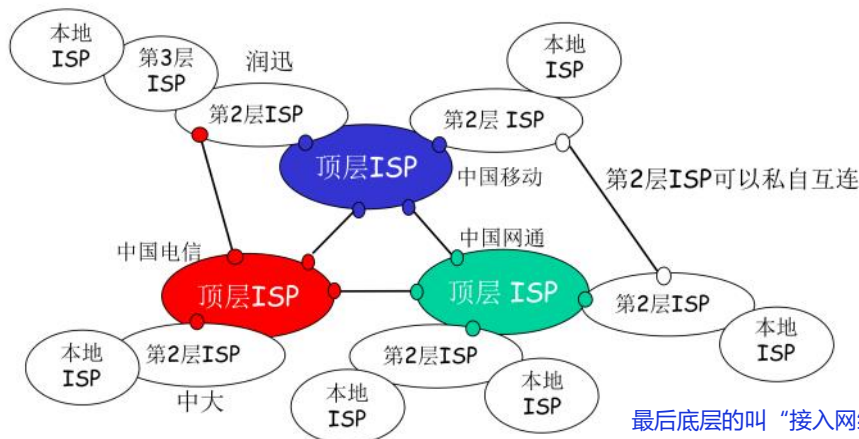 本地
ISP
第3层
ISP
润迅
第2层ISP
本地
ISP
第2层 ISP
顶层ISP
中国移动
第2层ISP可以私自互连
中国电信
中国网通
顶层ISP
顶层 ISP
第2层ISP
本地
ISP
第2层ISP
本地
ISP
中大
第2层ISP
本地
ISP
本地
ISP
最后底层的叫“接入网